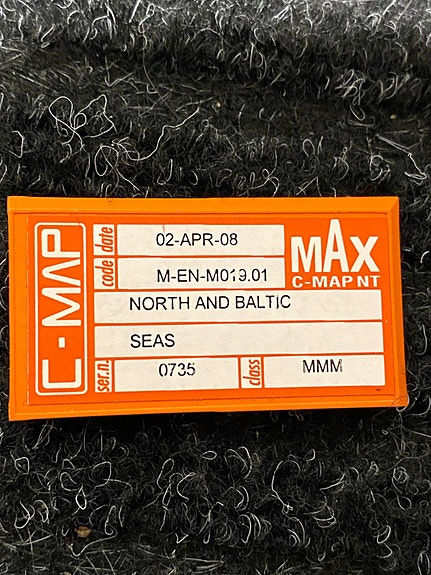 C-MAP
date 02-APR-08
code M-EN-M019.01
MAX
C-MAP NT
NORTH AND BALTIC
SEAS
ser.n. 0735 class MMM